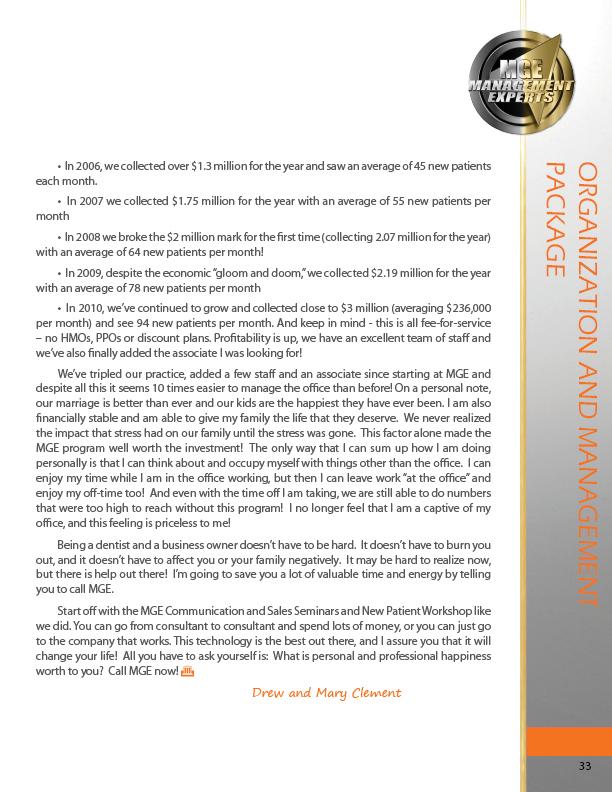 MGE
MANAGEMENT
EXPERTS
• In 2006, we collected over $1.3 million for the year and saw an average of 45 new patients
each month.
• In 2007 we collected $1.75 million for the year with an average of 55 new patients per
month
• In 2008 we broke the $2 million mark for the first time (collecting 2.07 million for the year)
with an average of 64 new patients per month!
• In 2009, despite the economic “gloom and doom,” we collected $2.19 million for the year
with an average of 78 new patients per month
• In 2010, we’ve continued to grow and collected close to $3 million (averaging $236,000
per month) and see 94 new patients per month. And keep in mind - this is all fee-for-service
– no HMOs, PPOs or discount plans. Profitability is up, we have an excellent team of staff and
we’ve also finally added the associate I was looking for!
We’ve tripled our practice, added a few staff and an associate since starting at MGE and
despite all this it seems 10 times easier to manage the office than before! On a personal note,
our marriage is better than ever and our kids are the happiest they have ever been. I am also
financially stable and am able to give my family the life that they deserve. We never realized
the impact that stress had on our family until the stress was gone. This factor alone made the
MGE program well worth the investment! The only way that I can sum up how I am doing
personally is that I can think about and occupy myself with things other than the office. I can
enjoy my time while I am in the office working, but then I can leave work “at the office” and
enjoy my off-time too! And even with the time off I am taking, we are still able to do numbers
that were too high to reach without this program! I no longer feel that I am a captive of my
office, and this feeling is priceless to me!
Being a dentist and a business owner doesn’t have to be hard. It doesn’t have to burn you
out, and it doesn’t have to affect you or your family negatively. It may be hard to realize now,
but there is help out there! I’m going to save you a lot of valuable time and energy by telling
you to call MGE.
Start off with the MGE Communication and Sales Seminars and New Patient Workshop like
we did. You can go from consultant to consultant and spend lots of money, or you can just go
to the company that works. This technology is the best out there, and I assure you that it will
change your life! All you have to ask yourself is: What is personal and professional happiness
worth to you? Call MGE now!
Drew and Mary Clement
ORGANIZATION AND MANAGEMENT
PACKAGE
33